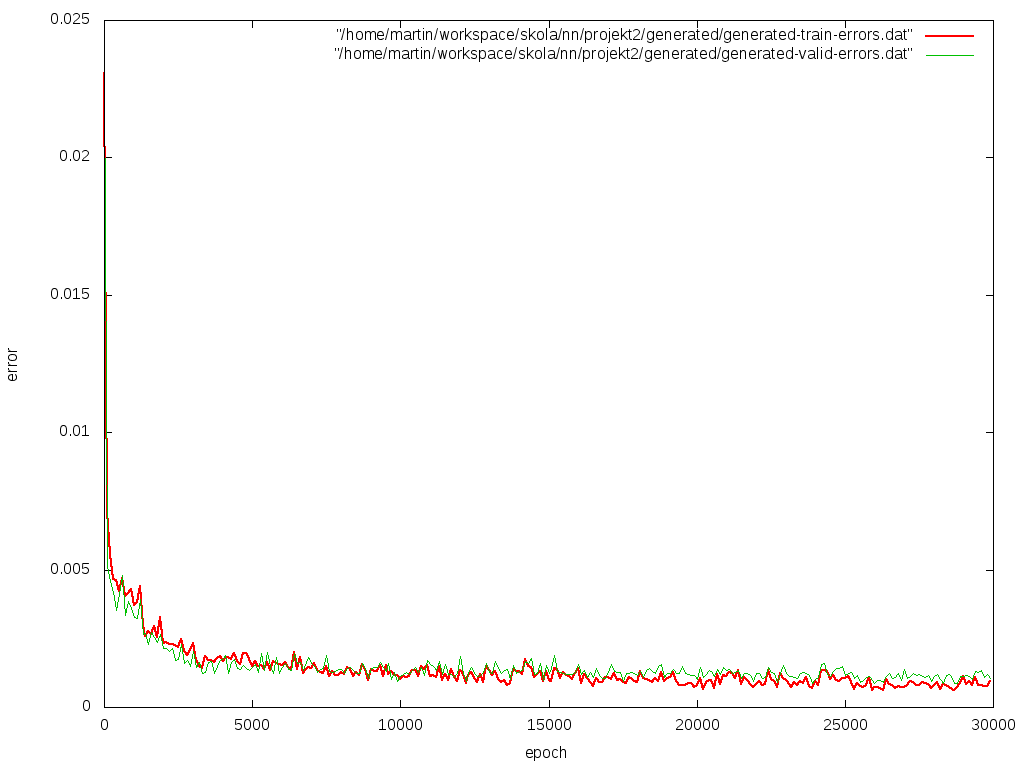 0.025
"/home/martin/workspace/skola/nn/projekt2/generated/generated-train-errors.dat"
"/home/martin/workspace/skola/nn/projekt2/generated/generated-valid-errors.dat"
0.02
0.015
error
0.01
0.005
0
0 5000 10000 15000 20000 25000 30000
epoch